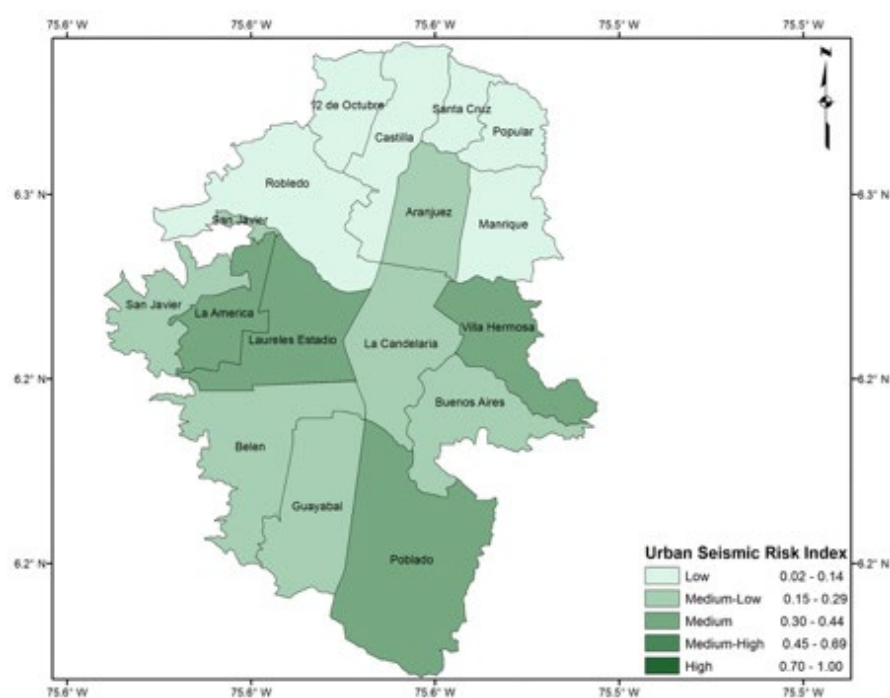 75.6° W 75.6° W 75.6° W 75.5° W 75.5° W
N
12 de Octubre
Santa Cruz
Popular
Castilla
Robledo
6.3° N 6.3° N
Aranjuez
San Javier
Manrique
San Javier
La America
Villa Hermosa
Laureles Estadio
La Candelaria
6.2° N 6.2° N
Buenos Aires
Belen
Guayabal
Poblado
6.2° N 6.2° N
Urban Seismic Risk Index
Low 0.02 - 0.14
Medium-Low 0.15 - 0.29
Medium 0.30 - 0.44
Medium-High 0.45 - 0.69
High 0.70 - 1.00
75.6° W 75.6° W 75.6° W 75.5° W 75.5° W